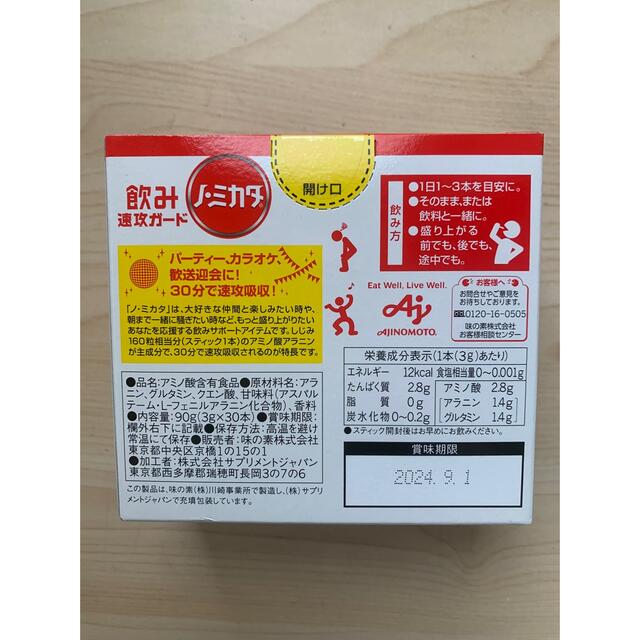 飲み
速攻ガード
ノ・ミカタ
開け口
飲み方
●1日1〜3本を目安に。
●そのまま、または
飲料と一緒に。
●盛り上がる
前でも、後でも、
途中でも。
パーティー、カラオケ、
歓送迎会に!
30分で速攻吸収!
「ノ・ミカタ」は、大好きな仲間と楽しみたい時や、
朝まで一緒に騒ぎたい時など、もっと盛り上がりたい
あなたを応援する飲みサポートアイテムです。しじみ
160粒相当分(スティック1本)のアミノ酸アラニン
が主成分で、30分で速攻吸収されるのが特長です。
Eat Well, Live Well.
Aj
AJINOMOTO®
お客様へ
お問合せやご意見を
お待ちしております。
0120-16-0505
味の素株式会社
お客様相談センター
●品名:アミノ酸含有食品●原材料名:アラ
ニン、グルタミン、クエン酸、甘味料(アスパル
テーム・L-フェニルアラニン化合物)、香料
●内容量:90g(3g×30本)●賞味期限:
欄外右下に記載●保存方法:高温を避け
常温にて保存●販売者:味の素株式会社
東京都中央区京橋1の15の1
●加工者:株式会社サプリメントジャパン
東京都西多摩郡瑞穂町長岡3の7の6
この製品は、味の素(株)川崎事業所で製造し、(株)サプリ
メントジャパンで充填包装しています。
栄養成分表示(1本(3g)あたり)
エネルギー 12kcal 食塩相当量 0〜0.001g
たんぱく質 2.8g アミノ酸 2.8g
脂質 0g アラニン 1.4g
炭水化物 0〜0.2g グルタミン 1.4g
●スティック開封後はお早めにお飲みください。
賞味期限
2024.9.1